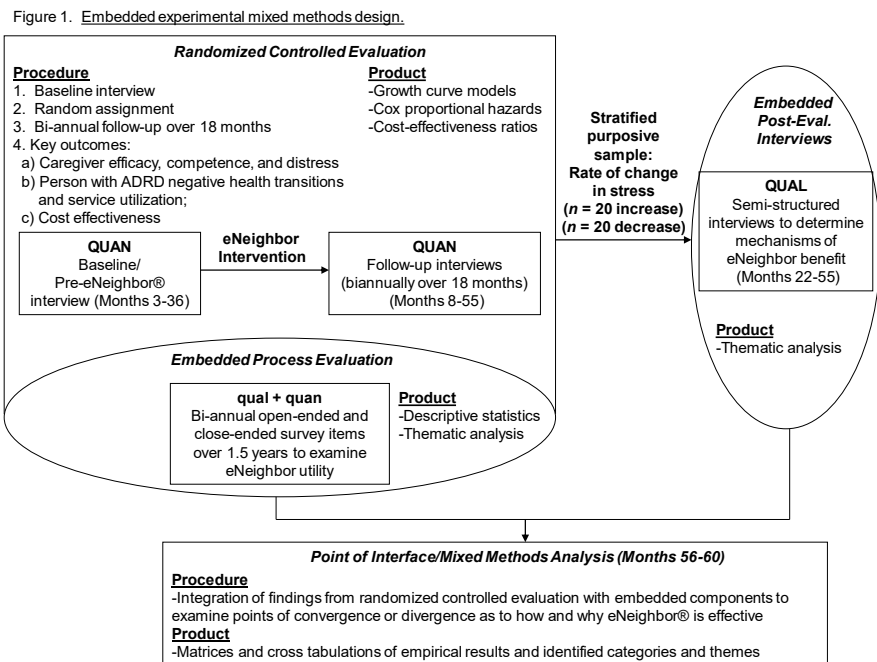 Figure 1. Embedded experimental mixed methods design.
Randomized Controlled Evaluation
Procedure
1. Baseline interview
2. Random assignment
3. Bi-annual follow-up over 18 months
4. Key outcomes:
a) Caregiver efficacy, competence, and distress
b) Person with ADRD negative health transitions
and service utilization;
c) Cost effectiveness
Product
-Growth curve models
-Cox proportional hazards
-Cost-effectiveness ratios
QUAN
Baseline/
Pre-eNeighbor®
interview (Months 3-36)
eNeighbor
Intervention
QUAN
Follow-up interviews
(biannually over 18 months)
(Months 8-55)
Embedded Process Evaluation
qual + quan
Bi-annual open-ended and
close-ended survey items
over 1.5 years to examine
eNeighbor utility
Product
-Descriptive statistics
-Thematic analysis
Stratified
purposive
sample:
Rate of change
in stress
(n = 20 increase)
(n = 20 decrease)
Embedded
Post-Eval.
Interviews
QUAL
Semi-structured
interviews to determine
mechanisms of
eNeighbor benefit
(Months 22-55)
Product
-Thematic analysis
Point of Interface/Mixed Methods Analysis (Months 56-60)
Procedure
-Integration of findings from randomized controlled evaluation with embedded components to
examine points of convergence or divergence as to how and why eNeighbor® is effective
Product
-Matrices and cross tabulations of empirical results and identified categories and themes